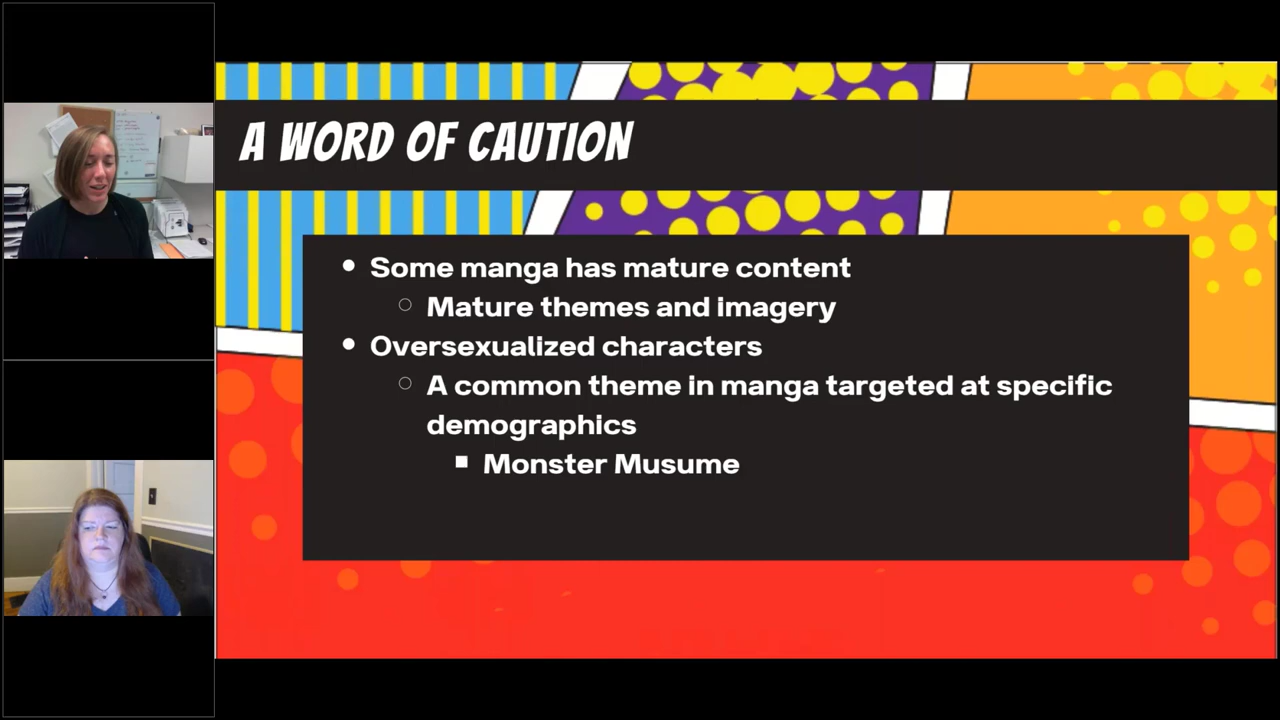 A WORD OF CAUTION
Some manga has mature content
Mature themes and imagery
Oversexualized characters
A common theme in manga targeted at specific
demographics
Monster Musume